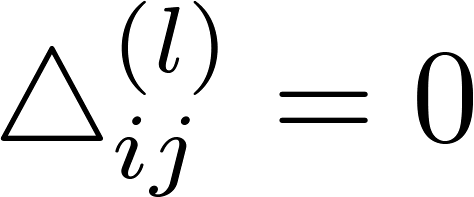 △_{ij}^{(l)} = 0